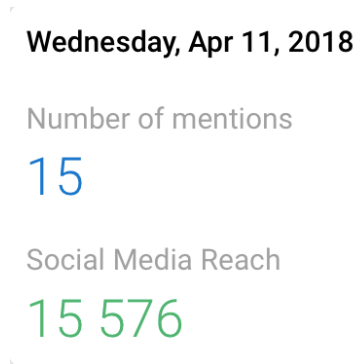 Wednesday, Apr 11, 2018
Number of mentions
15
Social Media Reach
15 576